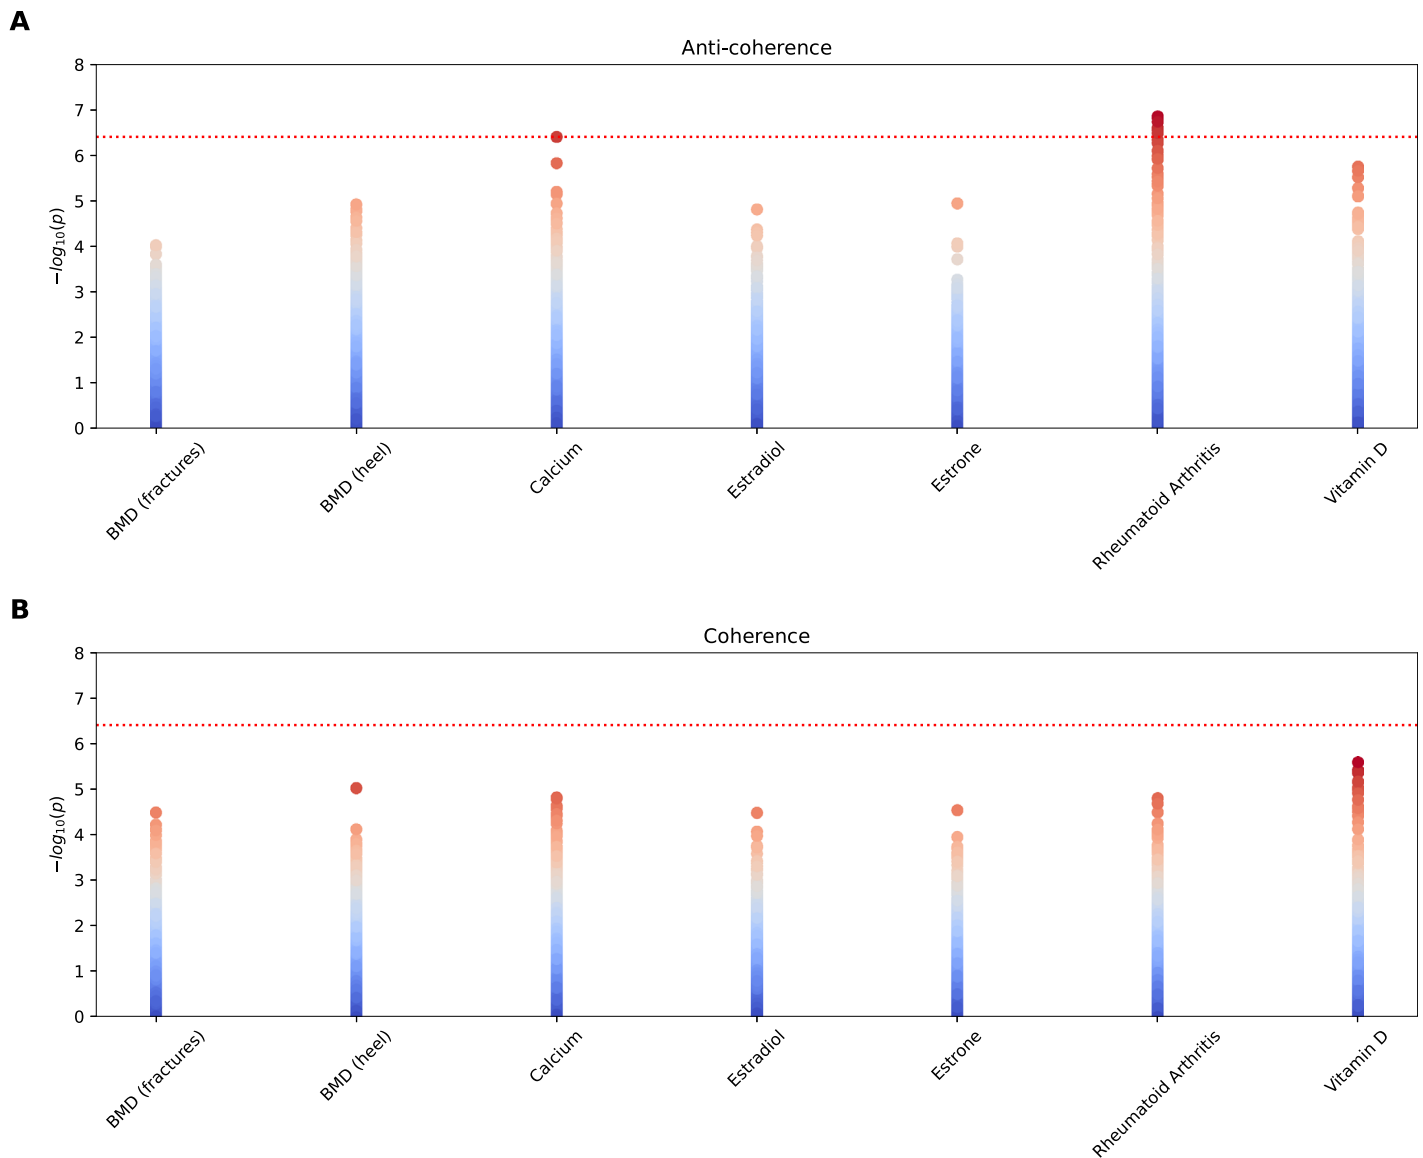 A
Anti-coherence
8
7
6
5
4
3
2
1
0
−log₁₀(p)
BMD (fractures)
BMD (heel)
Calcium
Estradiol
Estrone
Rheumatoid Arthritis
Vitamin D
B
Coherence
8
7
6
5
4
3
2
1
0
−log₁₀(p)
BMD (fractures)
BMD (heel)
Calcium
Estradiol
Estrone
Rheumatoid Arthritis
Vitamin D